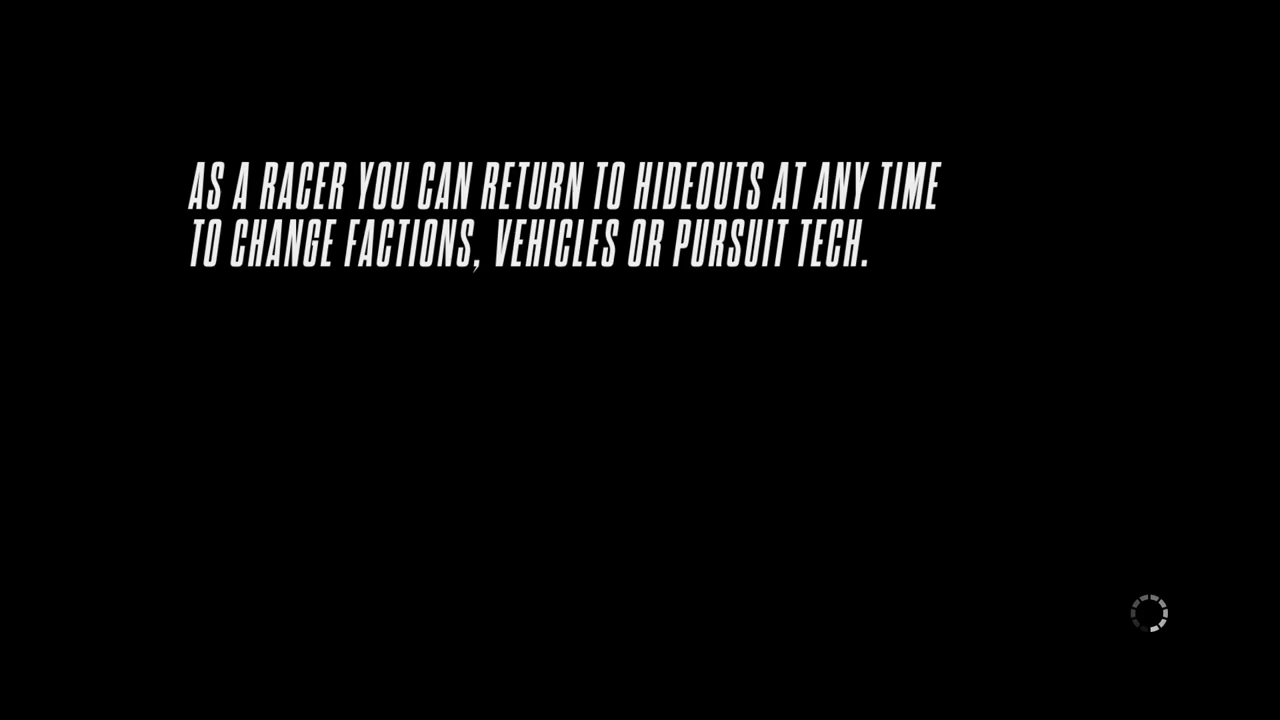 AS A RACER YOU CAN RETURN TO HIDEOUTS AT ANY TIME
TO CHANGE FACTIONS, VEHICLES OR PURSUIT TECH.